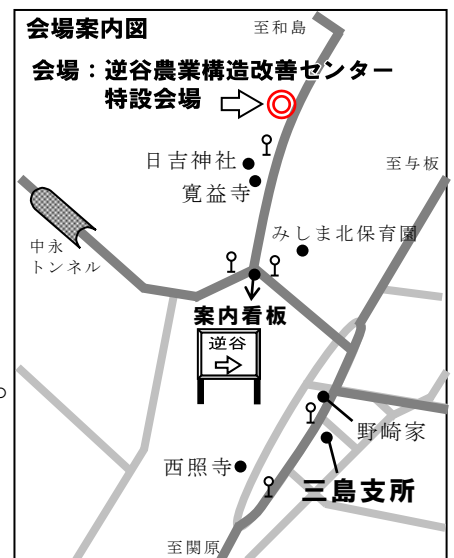 会場案内図
至和島
会場：逆谷農業構造改善センター
特設会場
日吉神社
至与板
寛益寺
みしま北保育園
中永
トンネル
案内看板
逆谷
野崎家
西照寺
三島支所
至関原